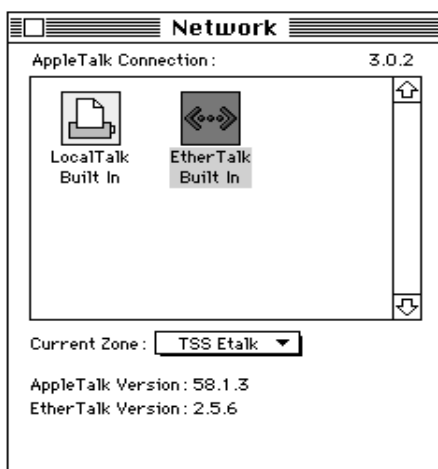 Network
AppleTalk Connection: 3.0.2
LocalTalk Built In
EtherTalk Built In
Current Zone: TSS Etalk
AppleTalk Version: 58.1.3
EtherTalk Version: 2.5.6